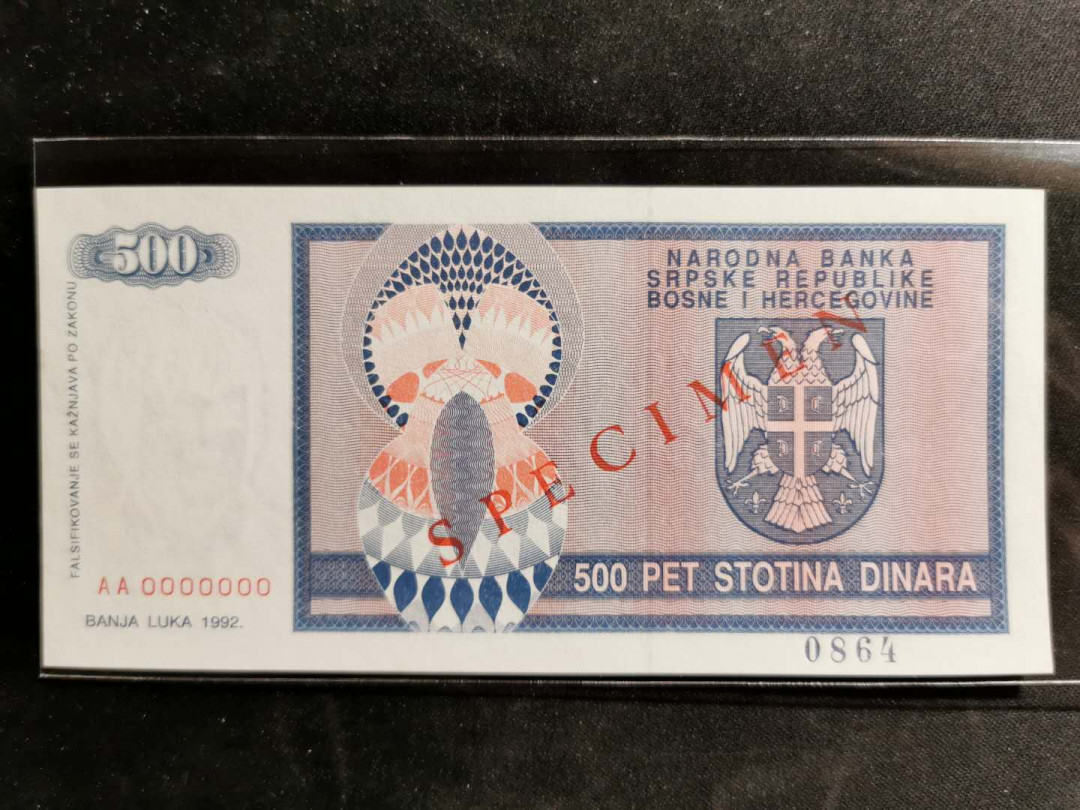 500
NARODNA BANKA
SRPSKE REPUBLIKE
BOSNE I HERCEGOVINE
FALSIFIKOVANJE SE KAŽNJAVA PO ZAKONU
SPECIMEN
500 PET STOTINA DINARA
AA 0000000
BANJA LUKA 1992.
0864